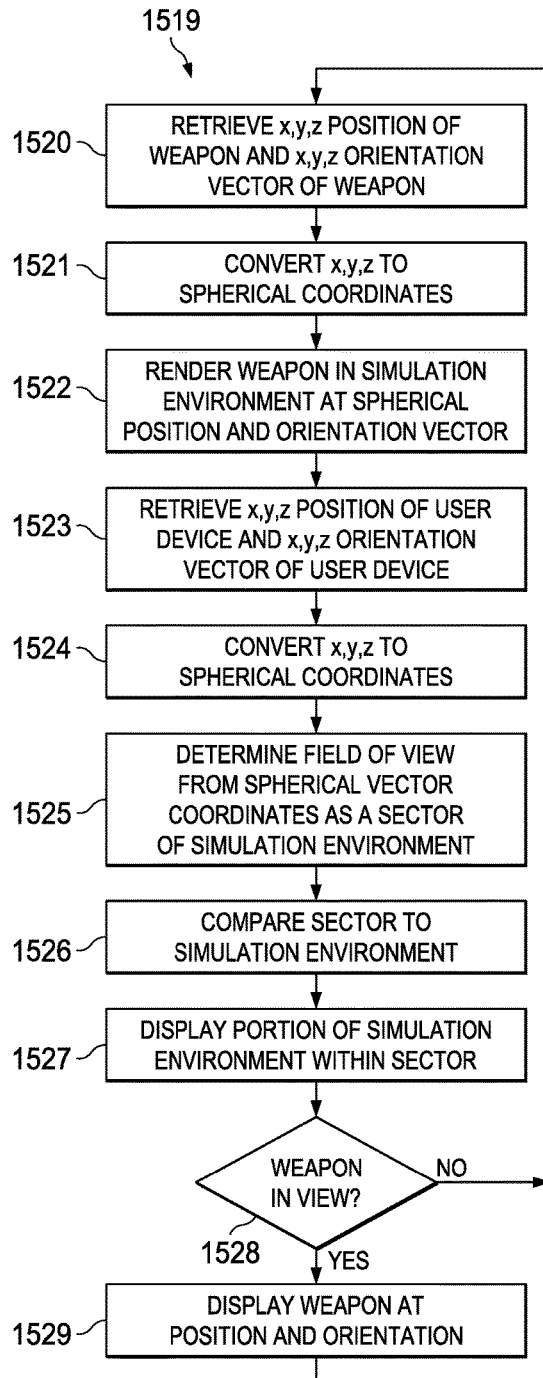 1519
1520
RETRIEVE x,y,z POSITION OF
WEAPON AND x,y,z ORIENTATION
VECTOR OF WEAPON
1521
CONVERT x,y,z TO
SPHERICAL COORDINATES
1522
RENDER WEAPON IN SIMULATION
ENVIRONMENT AT SPHERICAL
POSITION AND ORIENTATION VECTOR
1523
RETRIEVE x,y,z POSITION OF USER
DEVICE AND x,y,z ORIENTATION
VECTOR OF USER DEVICE
1524
CONVERT x,y,z TO
SPHERICAL COORDINATES
1525
DETERMINE FIELD OF VIEW
FROM SPHERICAL VECTOR
COORDINATES AS A SECTOR
OF SIMULATION ENVIRONMENT
1526
COMPARE SECTOR TO
SIMULATION ENVIRONMENT
1527
DISPLAY PORTION OF SIMULATION
ENVIRONMENT WITHIN SECTOR
WEAPON
IN VIEW?
NO
1528
YES
1529
DISPLAY WEAPON AT
POSITION AND ORIENTATION